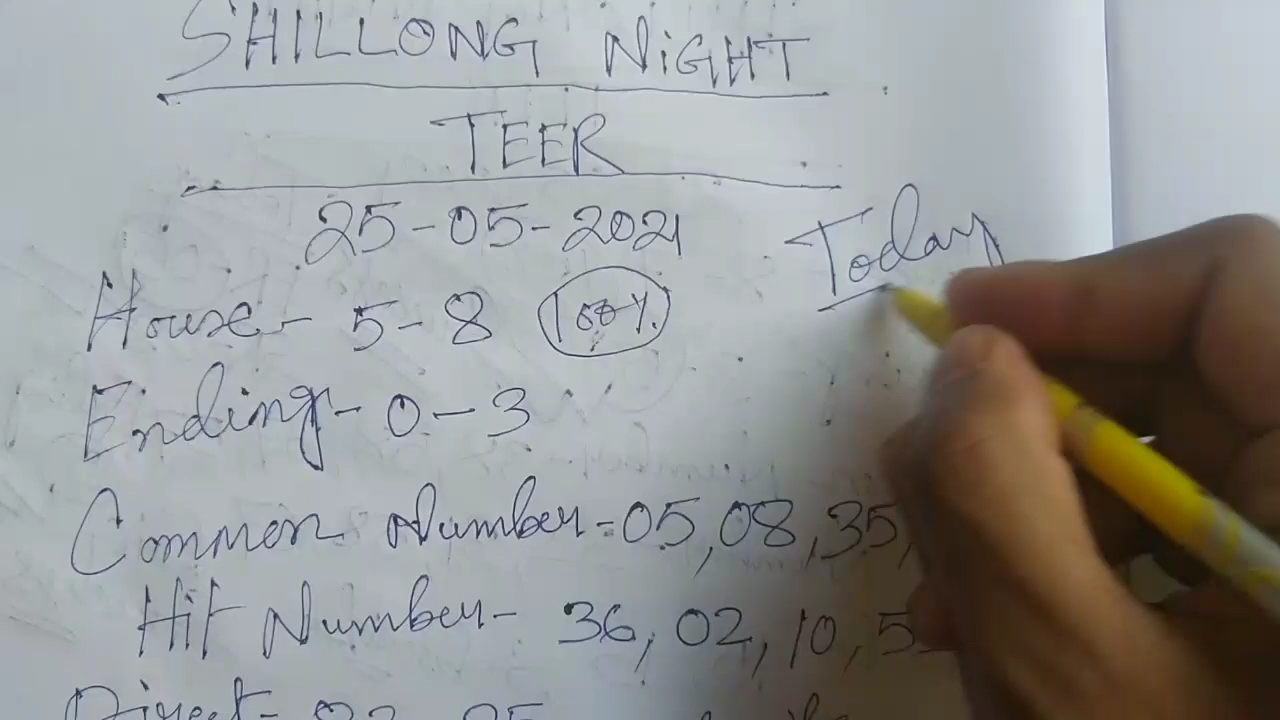 SHILLONG NiGHT
TEER
25-05-2021
Today
House - 5-8 100%.
Ending - 0-3
Common Number - 05, 08, 35,
Hit Number - 36, 02, 10,
Direct -